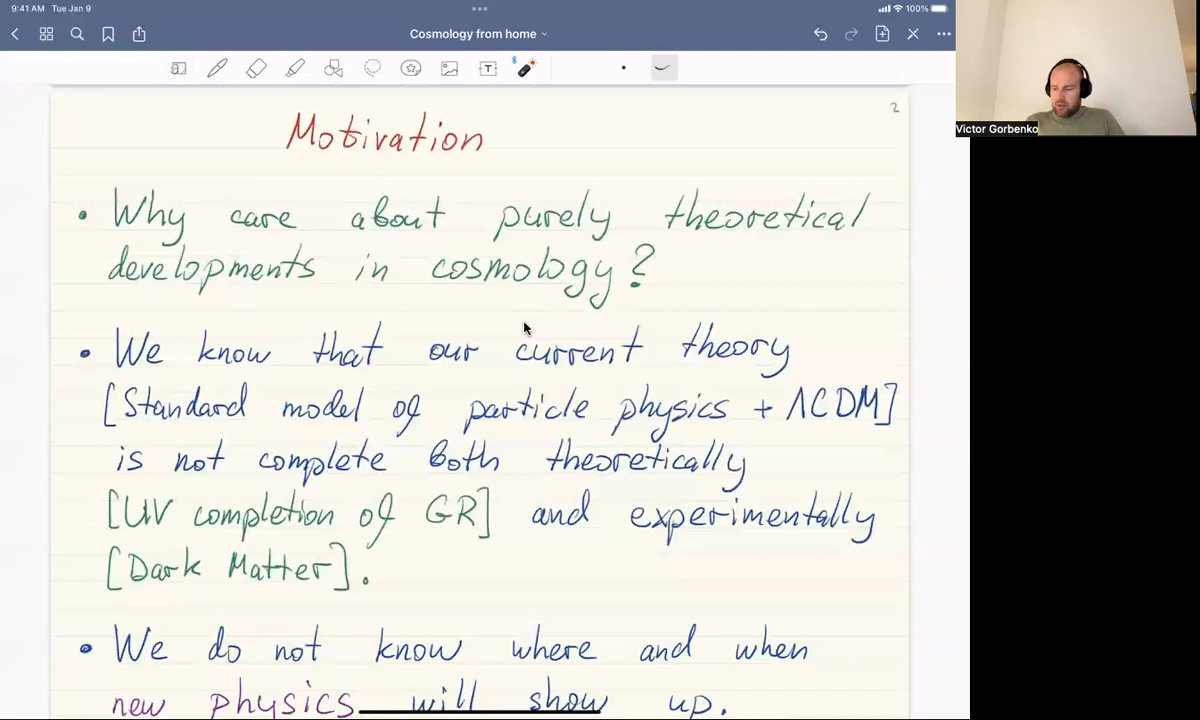 9:41 AM Tue Jan 9
100%
Cosmology from home
Victor Gorbenko
2
Motivation
• Why care about purely theoretical
developments in cosmology?
• We know that our current theory
[Standard model of particle physics + ΛCDM]
is not complete both theoretically
[UV completion of GR] and experimentally
[Dark Matter].
• We do not know where and when
new physics will show up.